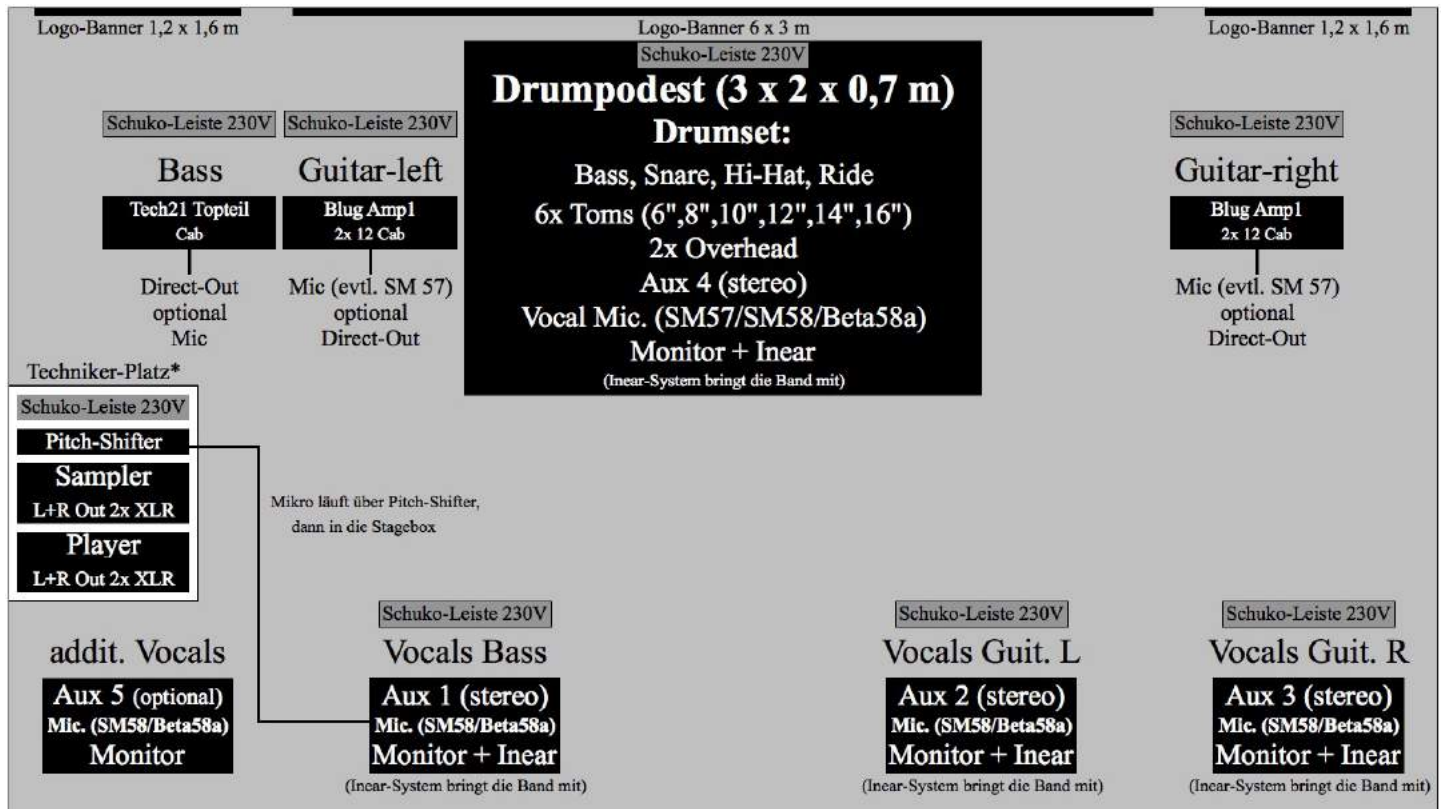 Logo-Banner 1,2 x 1,6 m
Logo-Banner 6 x 3 m
Logo-Banner 1,2 x 1,6 m
Schuko-Leiste 230V
Drumpodest (3 x 2 x 0,7 m)
Drumset:
Bass, Snare, Hi-Hat, Ride
6x Toms (6",8",10",12",14",16")
2x Overhead
Aux 4 (stereo)
Vocal Mic. (SM57/SM58/Beta58a)
Monitor + Inear
(Inear-System bringt die Band mit)
Schuko-Leiste 230V
Bass
Tech21 Topteil
Cab
Direct-Out
optional
Mic
Schuko-Leiste 230V
Guitar-left
Blug Amp1
2x 12 Cab
Mic (evtl. SM 57)
optional
Direct-Out
Schuko-Leiste 230V
Guitar-right
Blug Amp1
2x 12 Cab
Mic (evtl. SM 57)
optional
Direct-Out
Techniker-Platz*
Schuko-Leiste 230V
Pitch-Shifter
Sampler
L+R Out 2x XLR
Player
L+R Out 2x XLR
Mikro läuft über Pitch-Shifter,
dann in die Stagebox
addit. Vocals
Aux 5 (optional)
Mic. (SM58/Beta58a)
Monitor
Schuko-Leiste 230V
Vocals Bass
Aux 1 (stereo)
Mic. (SM58/Beta58a)
Monitor + Inear
(Inear-System bringt die Band mit)
Schuko-Leiste 230V
Vocals Guit. L
Aux 2 (stereo)
Mic. (SM58/Beta58a)
Monitor + Inear
(Inear-System bringt die Band mit)
Schuko-Leiste 230V
Vocals Guit. R
Aux 3 (stereo)
Mic. (SM58/Beta58a)
Monitor + Inear
(Inear-System bringt die Band mit)